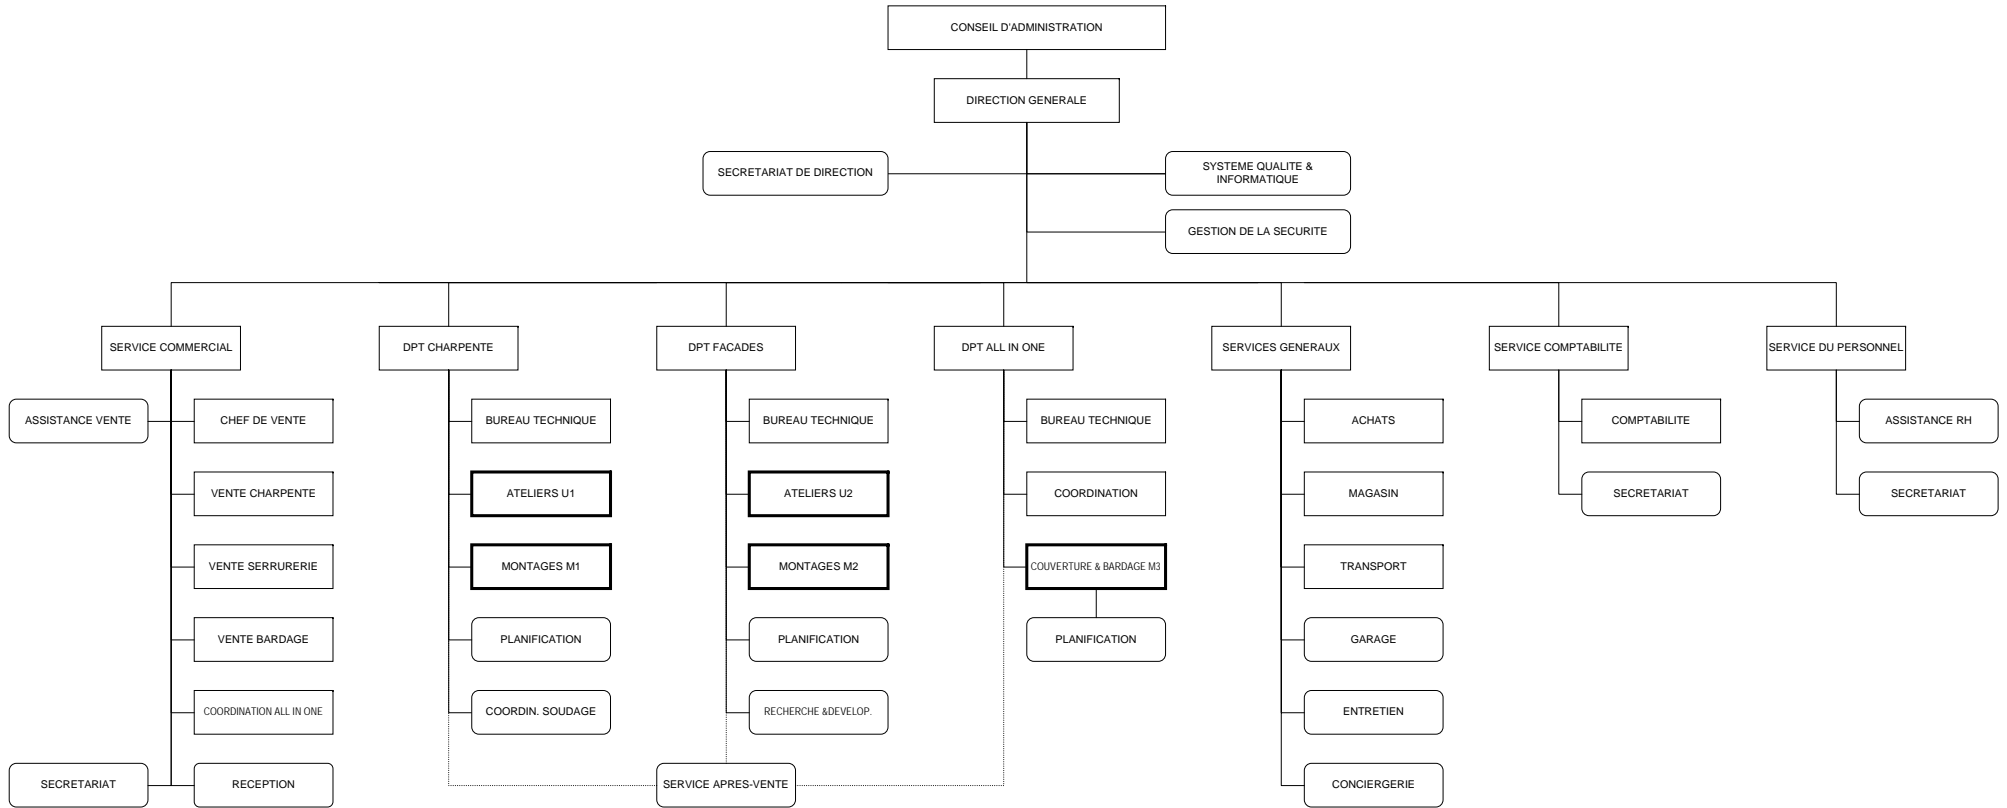 CONSEIL D'ADMINISTRATION
DIRECTION GENERALE
SECRETARIAT DE DIRECTION
SYSTEME QUALITE &
INFORMATIQUE
GESTION DE LA SECURITE
SERVICE COMMERCIAL
DPT CHARPENTE
DPT FACADES
DPT ALL IN ONE
SERVICES GENERAUX
SERVICE COMPTABILITE
SERVICE DU PERSONNEL
ASSISTANCE VENTE
CHEF DE VENTE
BUREAU TECHNIQUE
BUREAU TECHNIQUE
BUREAU TECHNIQUE
ACHATS
COMPTABILITE
ASSISTANCE RH
VENTE CHARPENTE
ATELIERS U1
ATELIERS U2
COORDINATION
MAGASIN
SECRETARIAT
SECRETARIAT
VENTE SERRURERIE
MONTAGES M1
MONTAGES M2
COUVERTURE & BARDAGE M3
TRANSPORT
VENTE BARDAGE
PLANIFICATION
PLANIFICATION
PLANIFICATION
GARAGE
COORDINATION ALL IN ONE
COORDIN. SOUDAGE
RECHERCHE &DEVELOP.
ENTRETIEN
SECRETARIAT
RECEPTION
SERVICE APRES-VENTE
CONCIERGERIE